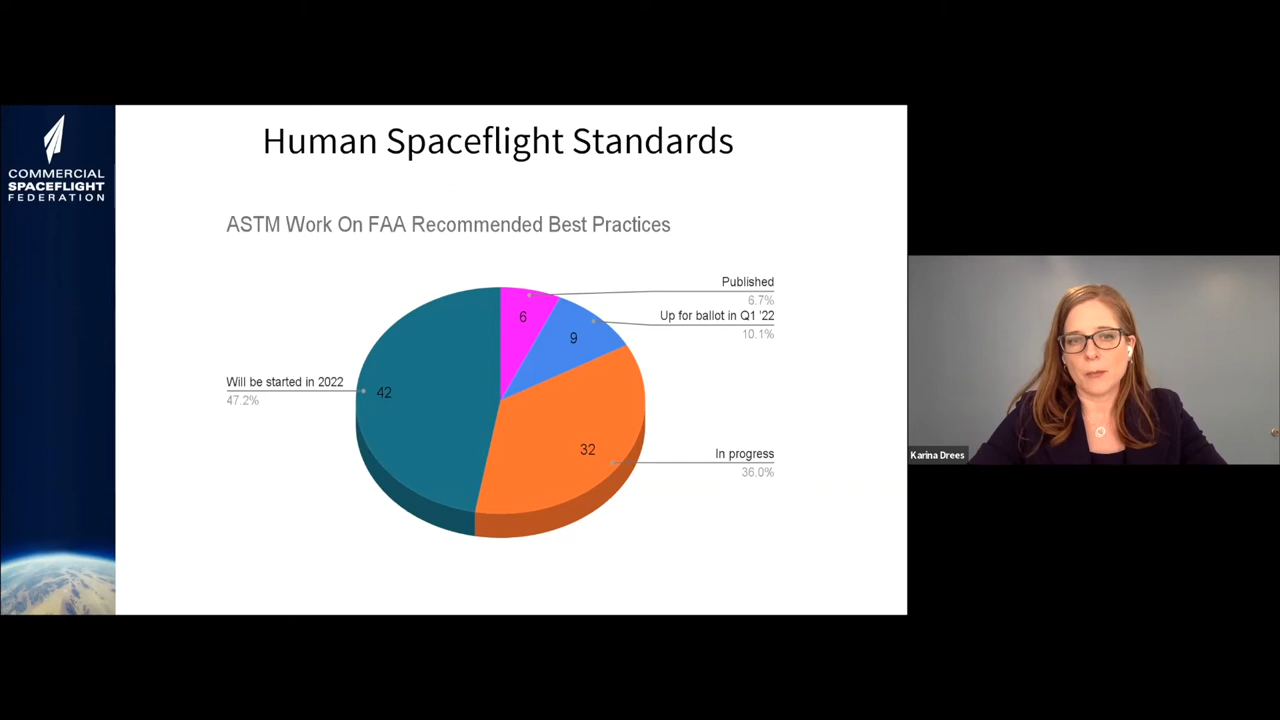 COMMERCIAL
SPACEFLIGHT
FEDERATION
Human Spaceflight Standards
ASTM Work On FAA Recommended Best Practices
Published
6.7%
Up for ballot in Q1 '22
10.1%
Will be started in 2022
47.2%
In progress
36.0%
6
9
42
32
Karina Drees